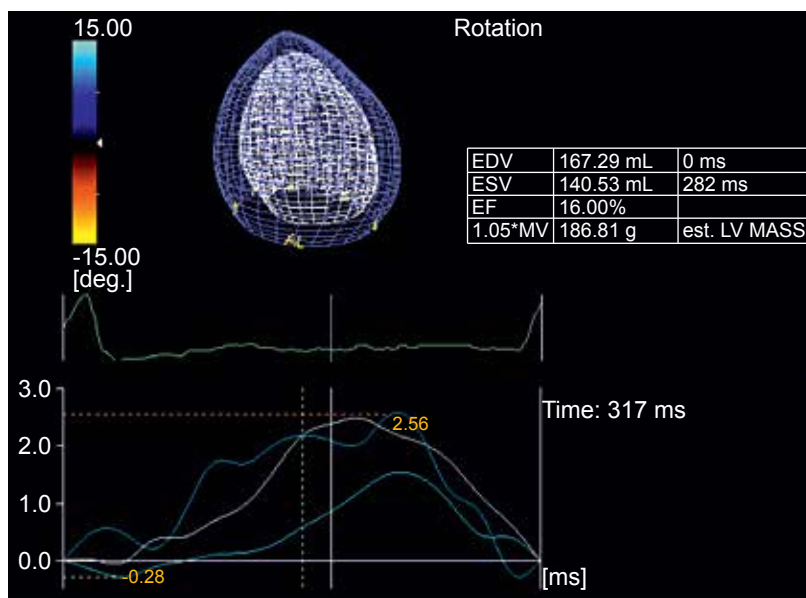 15.00
Rotation
EDV 167.29 mL 0 ms
ESV 140.53 mL 282 ms
EF 16.00%
1.05*MV 186.81 g est. LV MASS
AL
-15.00
[deg.]
3.0
Time: 317 ms
2.56
2.0
1.0
0.0
-0.28
[ms]